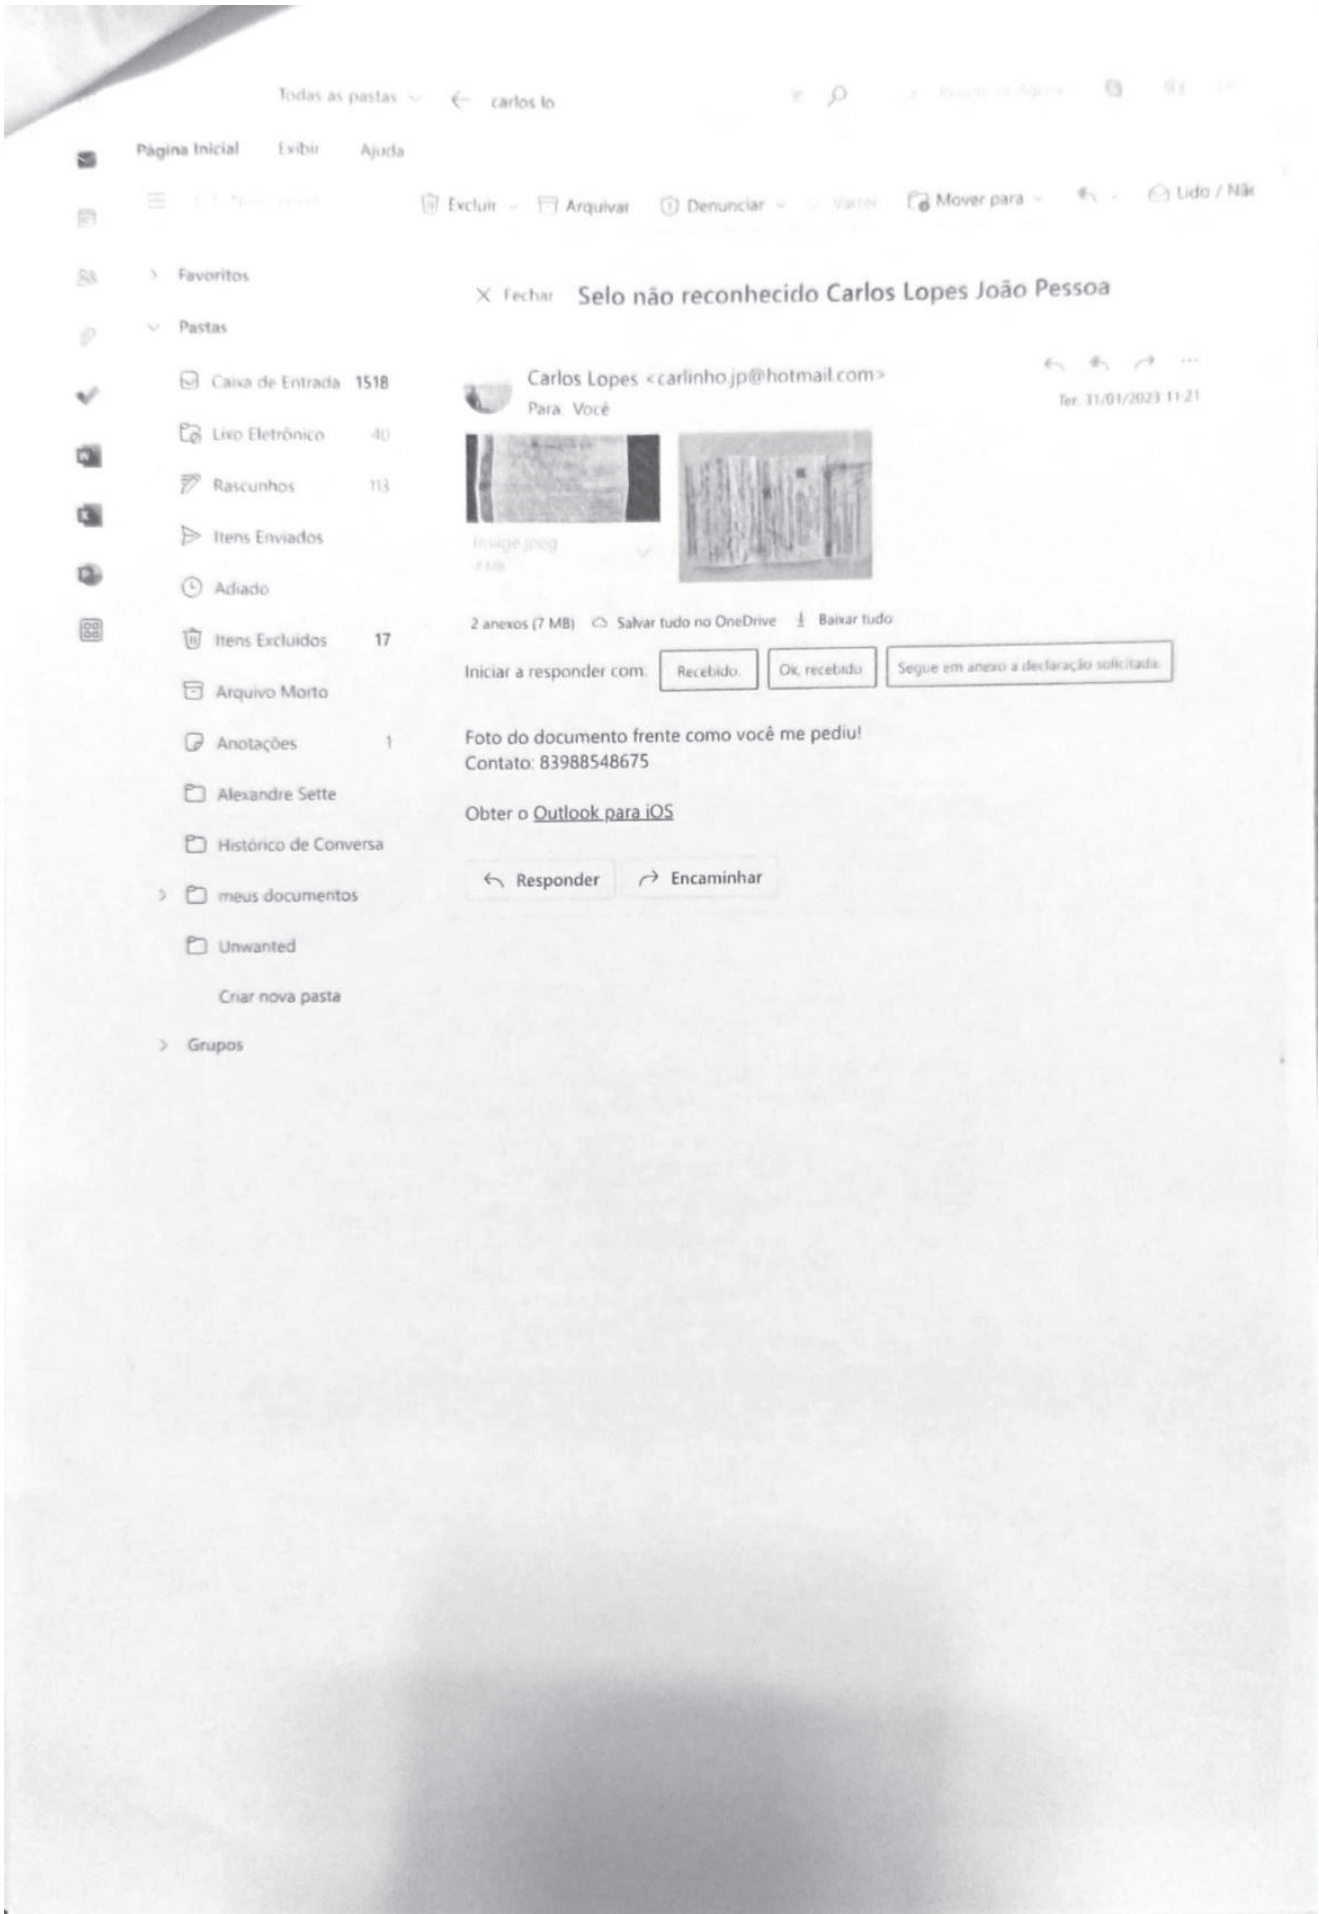 Todas as pastas
carlos lo
Página Inicial Exibir Ajuda
Excluir Arquivar Denunciar Mover para Lido / Não
Favoritos
Fechar Selo não reconhecido Carlos Lopes João Pessoa
Pastas
Caixa de Entrada 1518
Lixo Eletrônico 40
Rascunhos 113
Itens Enviados
Adiado
Itens Excluídos 17
Arquivo Morto
Anotações 1
Alexandre Sette
Histórico de Conversa
meus documentos
Unwanted
Criar nova pasta
Grupos
Carlos Lopes <carlinho.jp@hotmail.com>
Para: Você
Ter, 31/01/2023 11:21
2 anexos (7 MB) Salvar tudo no OneDrive Baixar tudo
Iniciar a responder com: Recebido. Ok, recebido. Segue em anexo a declaração solicitada.
Foto do documento frente como você me pediu!
Contato: 83988548675
Obter o Outlook para iOS
Responder Encaminhar